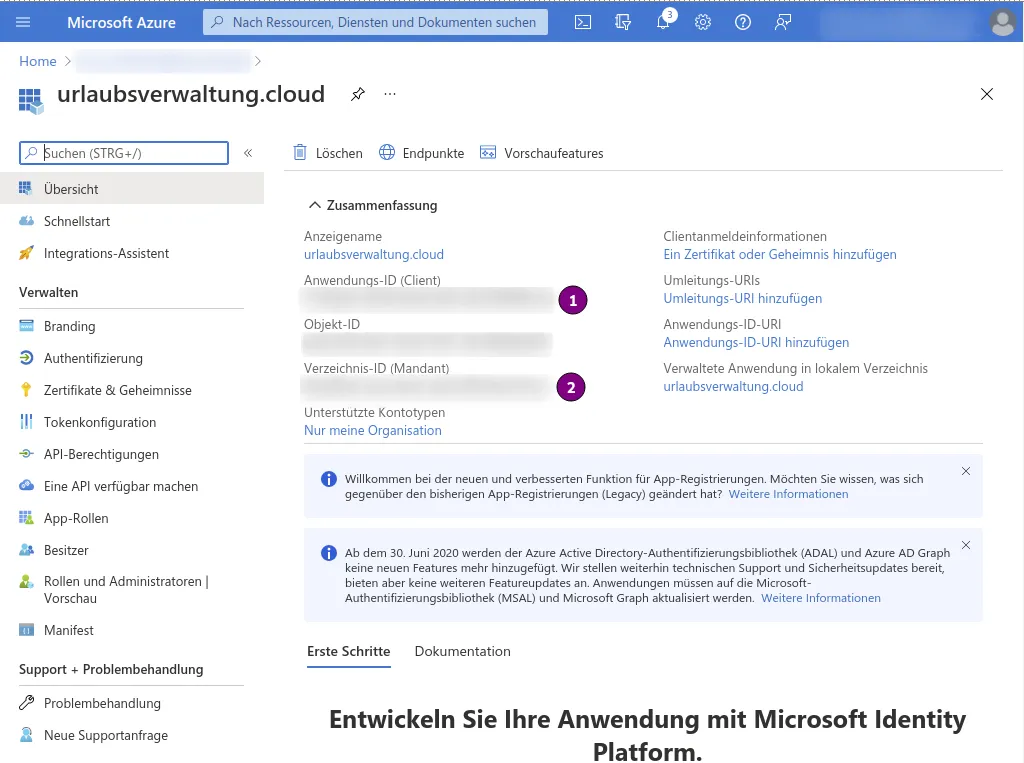 Microsoft Azure
Nach Ressourcen, Diensten und Dokumenten suchen
3
Home
urlaubsverwaltung.cloud
Suchen (STRG+/)
Übersicht
Schnellstart
Integrations-Assistent
Verwalten
Branding
Authentifizierung
Zertifikate & Geheimnisse
Tokenkonfiguration
API-Berechtigungen
Eine API verfügbar machen
App-Rollen
Besitzer
Rollen und Administratoren |
Vorschau
Manifest
Support + Problembehandlung
Problembehandlung
Neue Supportanfrage
Löschen
Endpunkte
Vorschaufeatures
Zusammenfassung
Anzeigename
urlaubsverwaltung.cloud
Anwendungs-ID (Client)
1
Objekt-ID
Verzeichnis-ID (Mandant)
2
Unterstützte Kontotypen
Nur meine Organisation
Clientanmeldeinformationen
Ein Zertifikat oder Geheimnis hinzufügen
Umleitungs-URIs
Umleitungs-URI hinzufügen
Anwendungs-ID-URI
Anwendungs-ID-URI hinzufügen
Verwaltete Anwendung in lokalem Verzeichnis
urlaubsverwaltung.cloud
Willkommen bei der neuen und verbesserten Funktion für App-Registrierungen. Möchten Sie wissen, was sich
gegenüber den bisherigen App-Registrierungen (Legacy) geändert hat? Weitere Informationen
Ab dem 30. Juni 2020 werden der Azure Active Directory-Authentifizierungsbibliothek (ADAL) und Azure AD Graph
keine neuen Features mehr hinzugefügt. Wir stellen weiterhin technischen Support und Sicherheitsupdates bereit,
bieten aber keine weiteren Featureupdates an. Anwendungen müssen auf die Microsoft-
Authentifizierungsbibliothek (MSAL) und Microsoft Graph aktualisiert werden. Weitere Informationen
Erste Schritte
Dokumentation
Entwickeln Sie Ihre Anwendung mit Microsoft Identity
Platform.